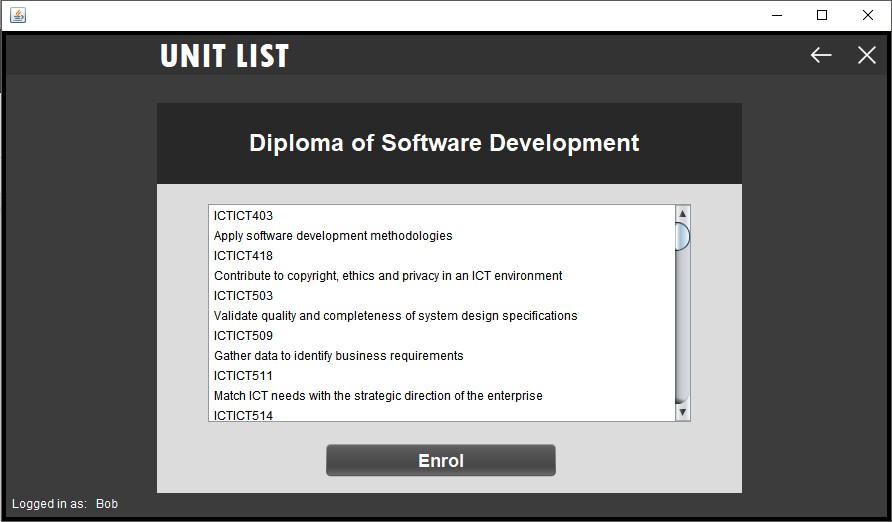 UNIT LIST
Diploma of Software Development
ICTICT403
Apply software development methodologies
ICTICT418
Contribute to copyright, ethics and privacy in an ICT environment
ICTICT503
Validate quality and completeness of system design specifications
ICTICT509
Gather data to identify business requirements
ICTICT511
Match ICT needs with the strategic direction of the enterprise
ICTICT514
Enrol
Logged in as: Bob